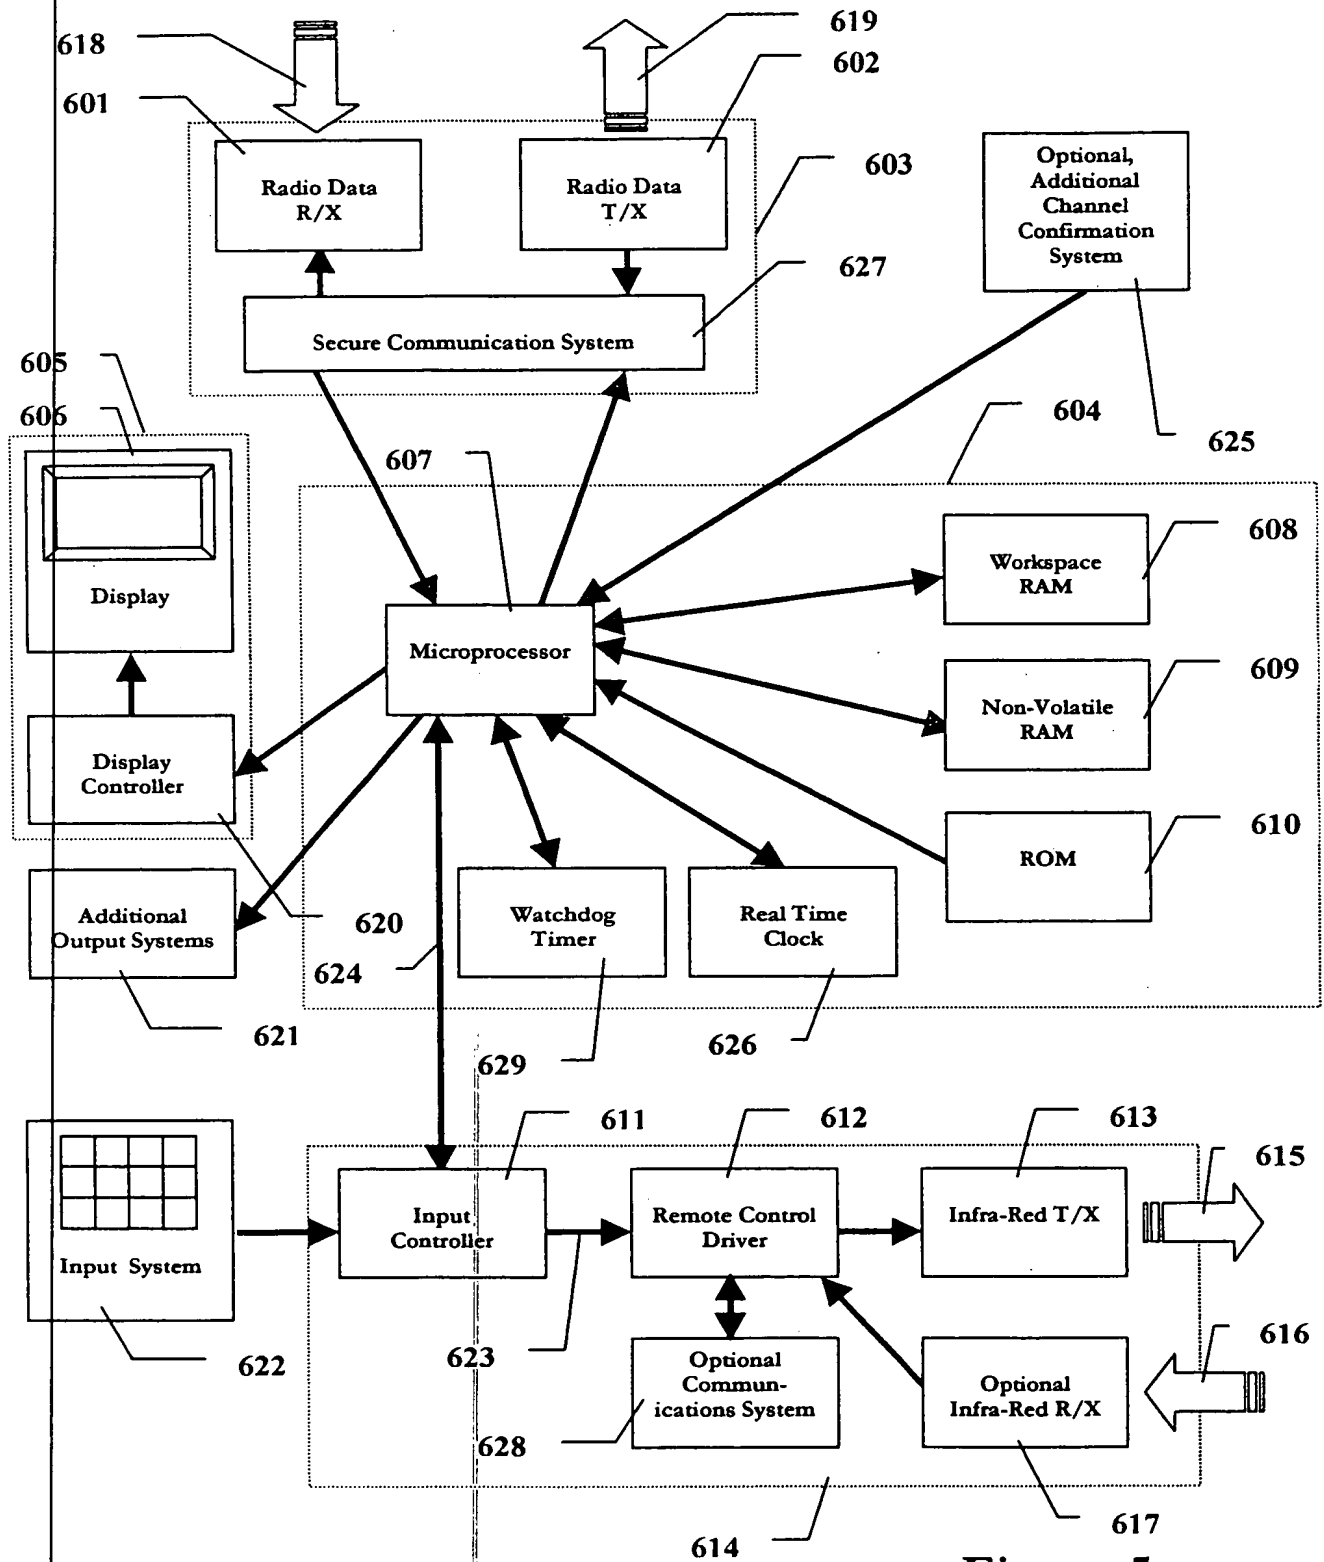 618
619
602
601
Radio Data
R/X
Radio Data
T/X
603
Optional,
Additional
Channel
Confirmation
System
627
Secure Communication System
605
606
604
625
607
608
Workspace
RAM
Display
Microprocessor
609
Non-Volatile
RAM
Display
Controller
610
ROM
Additional
Output Systems
620
624
Watchdog
Timer
Real Time
Clock
621
629
626
611
612
613
615
Input
Controller
Remote Control
Driver
Infra-Red T/X
Input System
622
623
616
Optional
Commun-
ications System
Optional
Infra-Red R/X
628
614
617